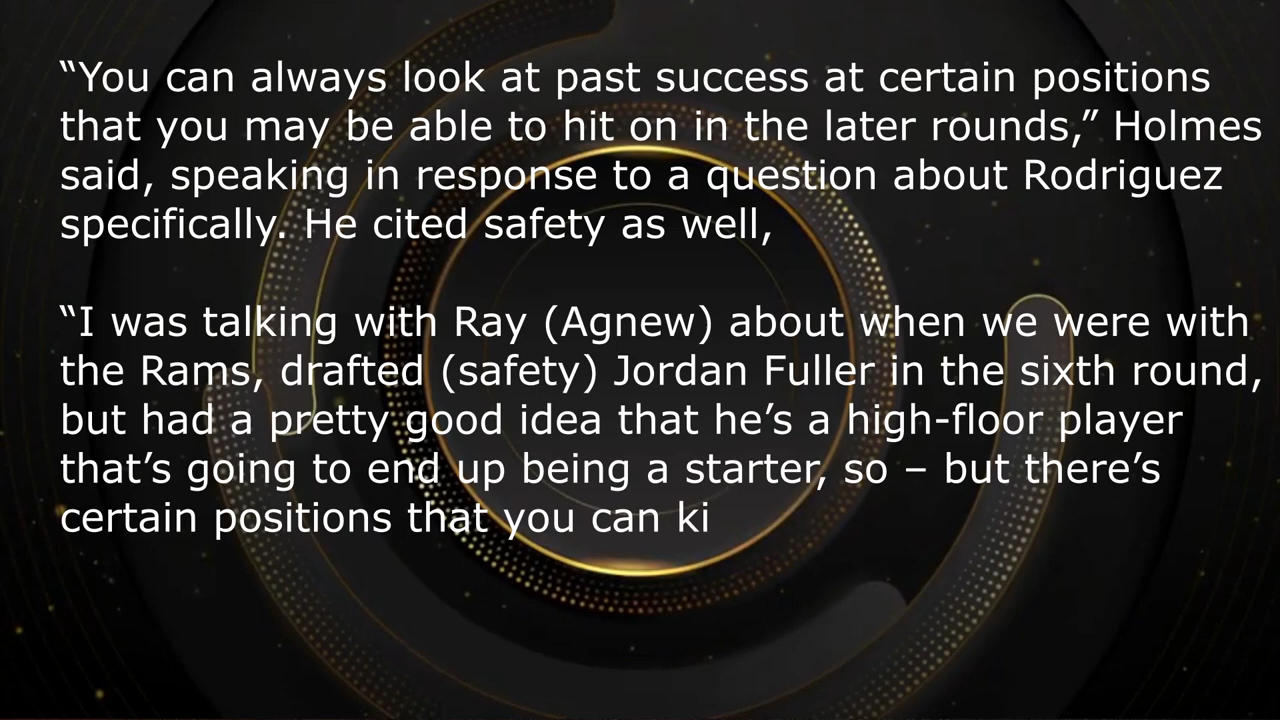 “You can always look at past success at certain positions
that you may be able to hit on in the later rounds,” Holmes
said, speaking in response to a question about Rodriguez
specifically. He cited safety as well,
“I was talking with Ray (Agnew) about when we were with
the Rams, drafted (safety) Jordan Fuller in the sixth round,
but had a pretty good idea that he’s a high-floor player
that’s going to end up being a starter, so – but there’s
certain positions that you can ki